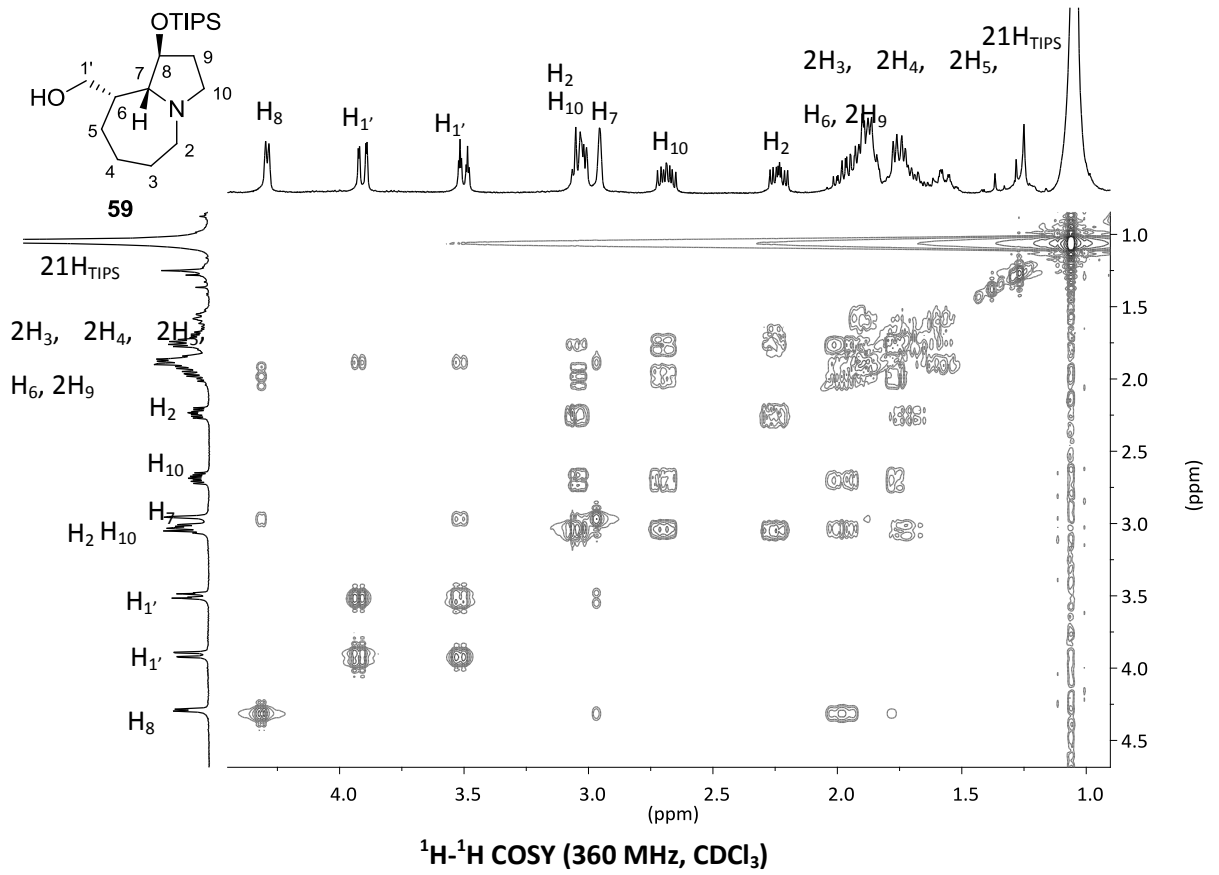 OTIPS
1'
HO
9
8
7
10
6
N
H
5
2
4
3
59
H₈
H₁'
H₁'
H₂
H₁₀
H₇
H₁₀
H₂
2H₃, 2H₄, 2H₅,
H₆, 2H₉
21H_TIPS
21H_TIPS
2H₃, 2H₄, 2H₅,
H₆, 2H₉
H₂
H₁₀
H₇
H₂ H₁₀
H₁'
H₁'
H₈
1.0
1.5
2.0
2.5
3.0
3.5
4.0
4.5
(ppm)
4.0 3.5 3.0 2.5 2.0 1.5 1.0
(ppm)
¹H-¹H COSY (360 MHz, CDCl₃)